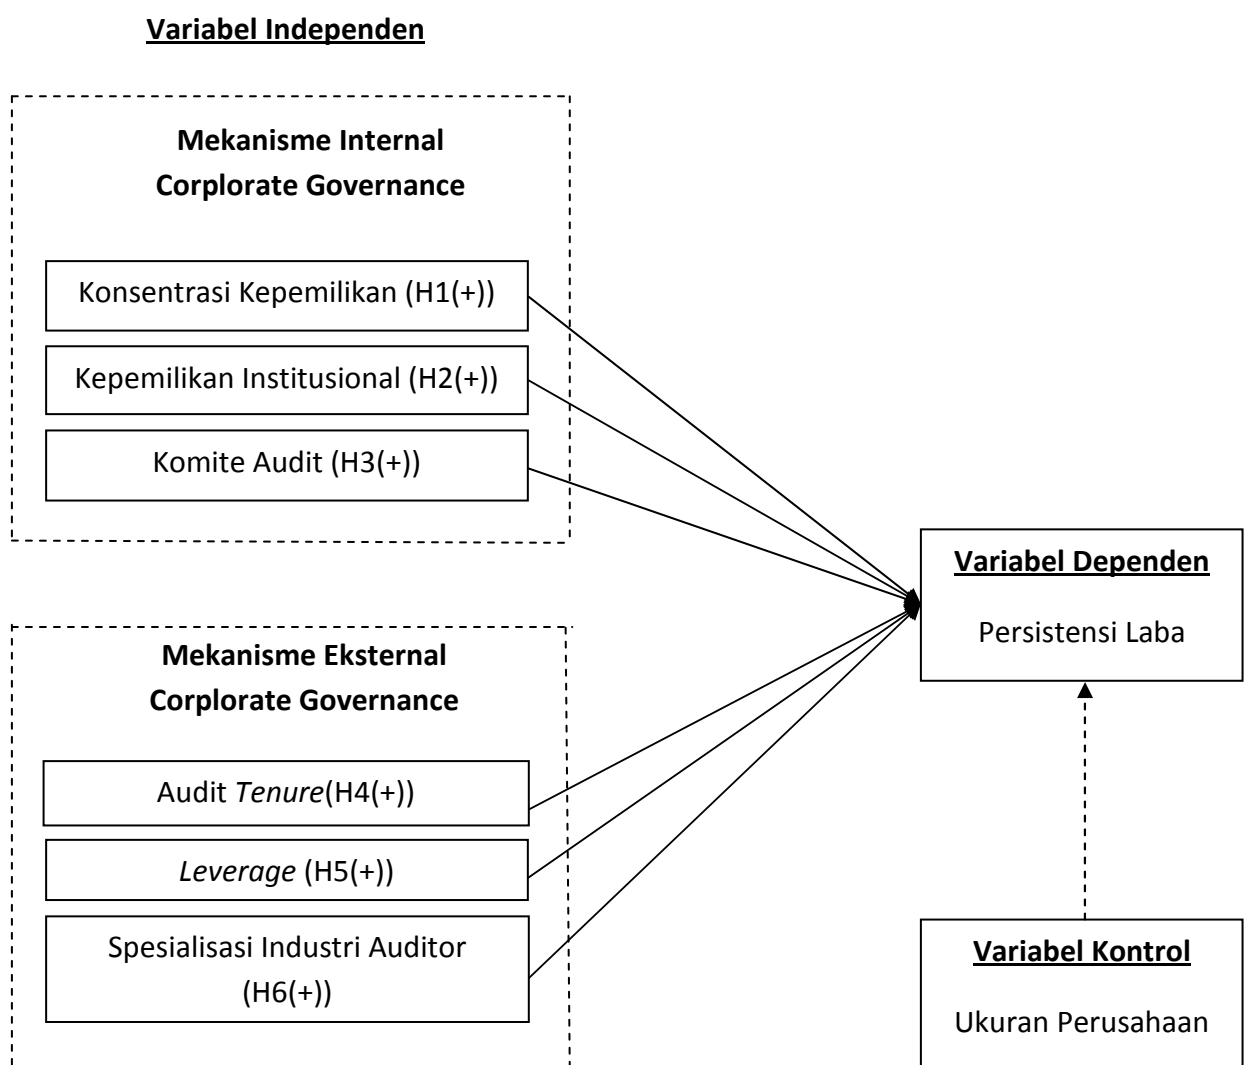 Variabel Independen
Mekanisme Internal
Corplorate Governance
Konsentrasi Kepemilikan (H1(+))
Kepemilikan Institusional (H2(+))
Komite Audit (H3(+))
Mekanisme Eksternal
Corplorate Governance
Audit Tenure(H4(+))
Leverage (H5(+))
Spesialisasi Industri Auditor
(H6(+))
Variabel Dependen
Persistensi Laba
Variabel Kontrol
Ukuran Perusahaan